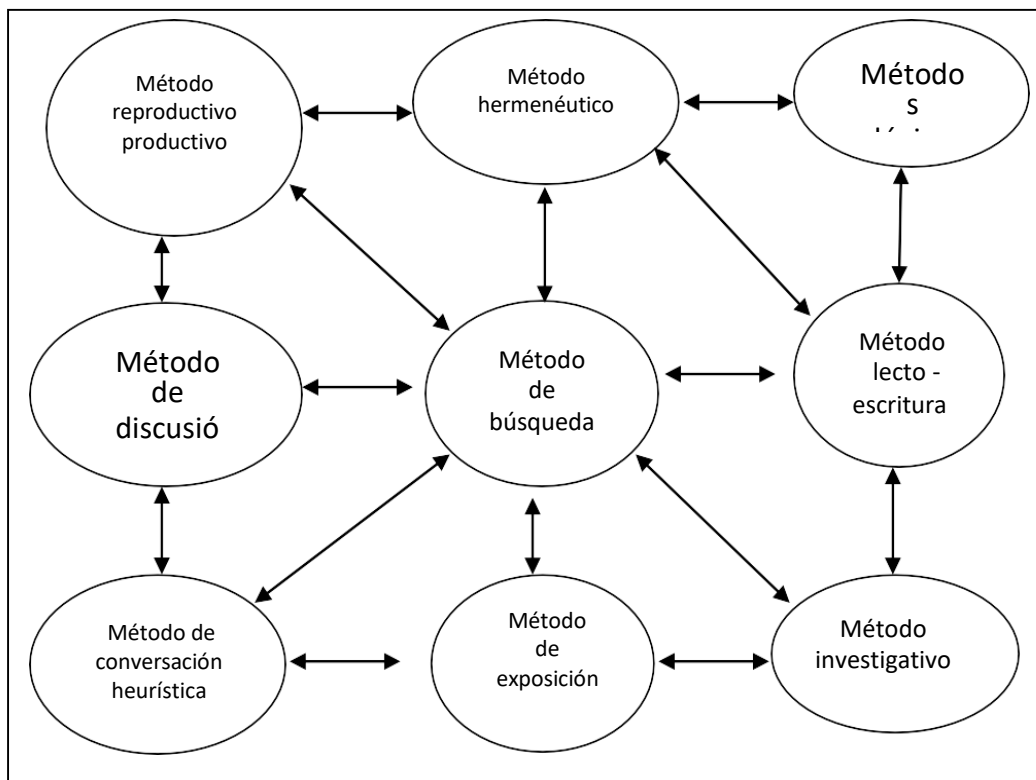 Método
reproductivo
productivo
Método
hermenéutico
Método
s
Método
de
discusió
Método
de
búsqueda
Método
lecto -
escritura
Método de
conversación
heurística
Método
de
exposición
Método
investigativo